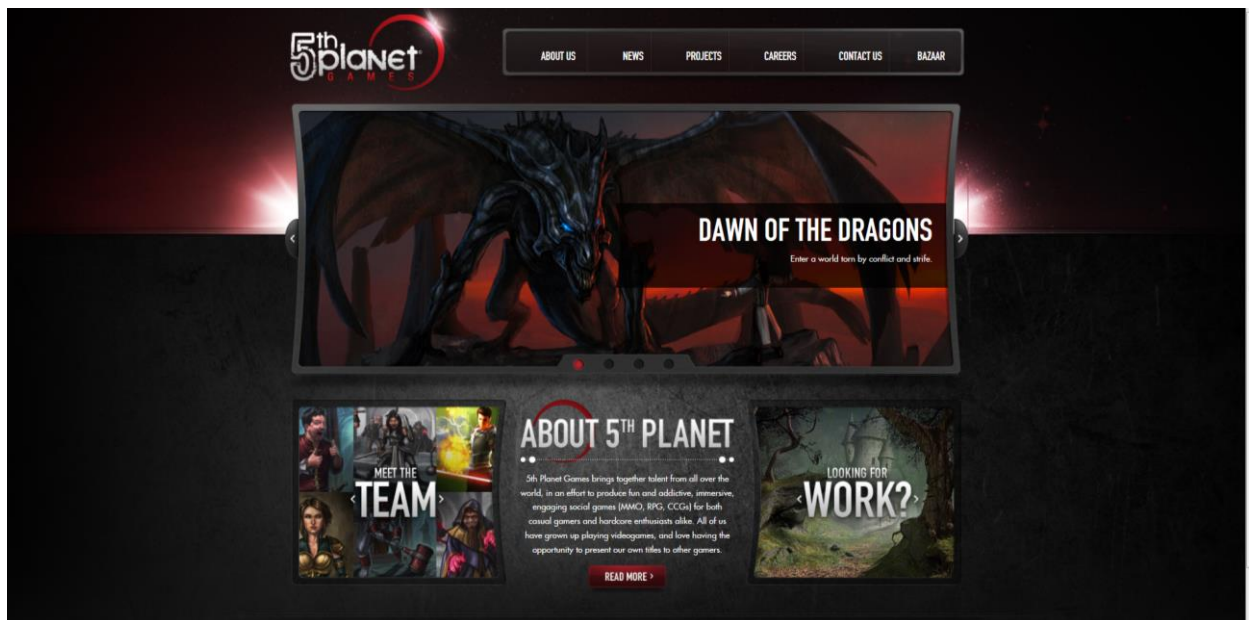 5th
planet
GAMES
ABOUT US NEWS PROJECTS CAREERS CONTACT US BAZAAR
DAWN OF THE DRAGONS
Enter a world torn by conflict and strife.
MEET THE
TEAM
ABOUT 5TH PLANET
5th Planet Games brings together talent from all over the
world, in an effort to produce fun and addictive, immersive,
engaging social games (MMO, RPG, CCGs) for both
casual gamers and hardcore enthusiasts alike. All of us
have grown up playing videogames, and love having the
opportunity to present our own titles to other gamers.
READ MORE >
LOOKING FOR
WORK?